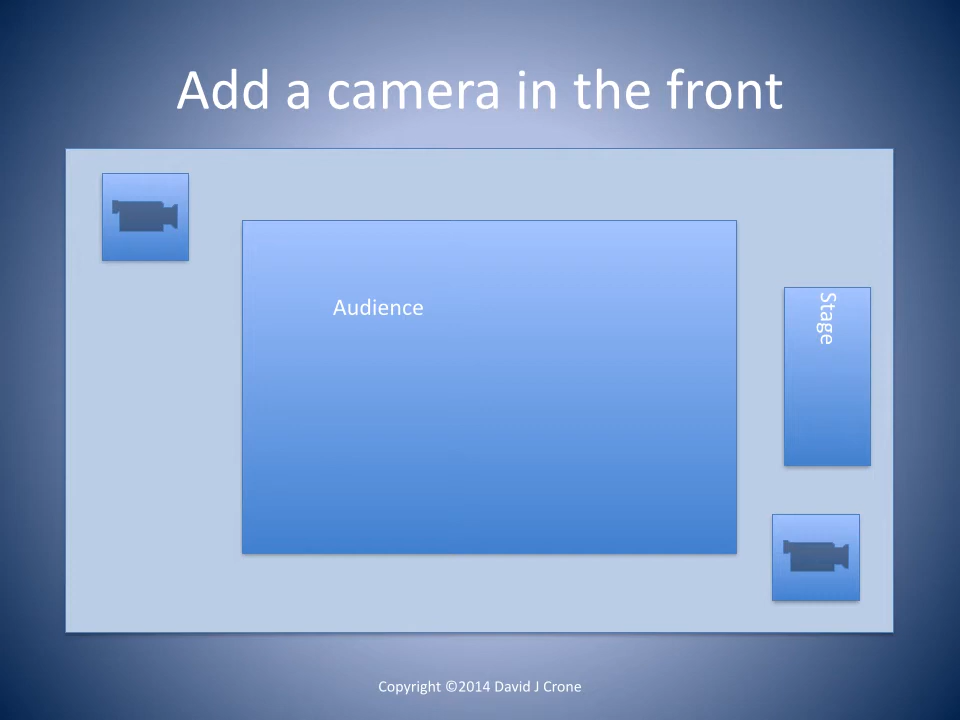 Add a camera in the front
Audience
Stage
Copyright ©2014 David J Crone